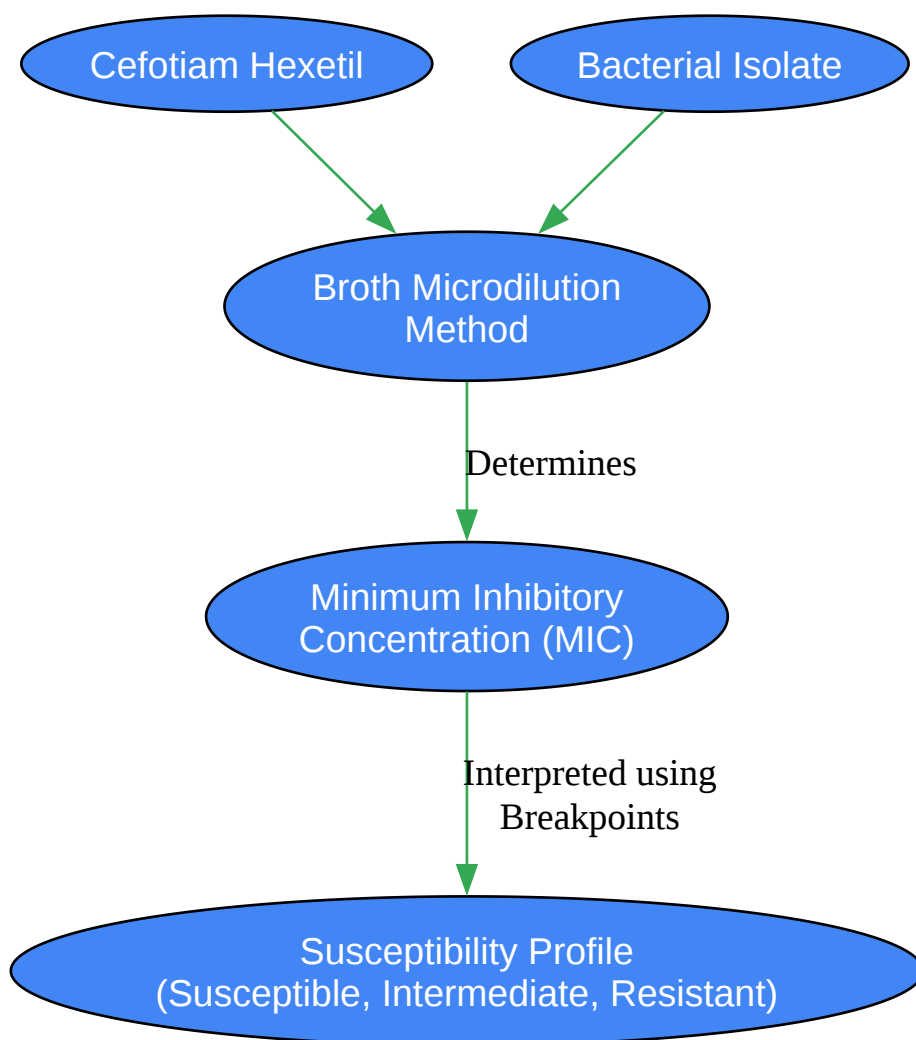 Cefotiam Hexetil
Bacterial Isolate
Broth Microdilution
Method
Determines
Minimum Inhibitory
Concentration (MIC)
Interpreted using
Breakpoints
Susceptibility Profile
(Susceptible, Intermediate, Resistant)